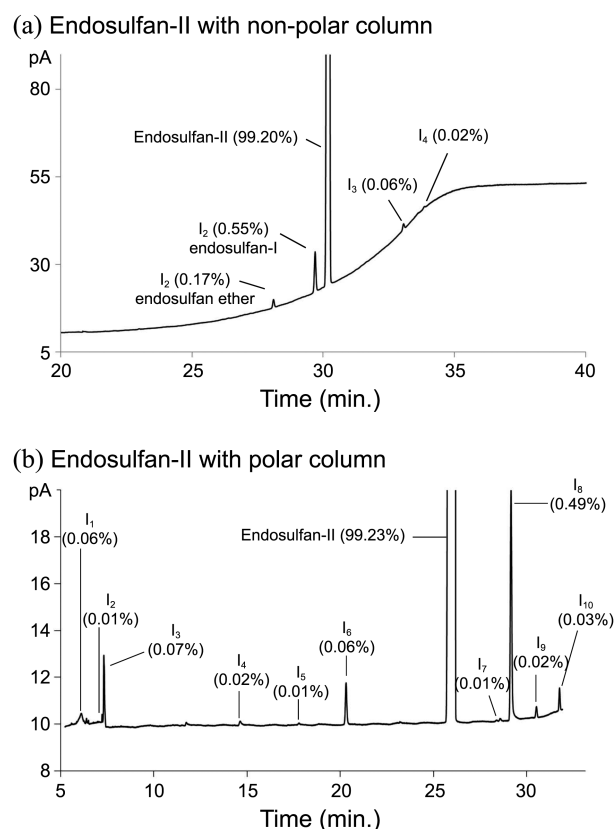 (a) Endosulfan-II with non-polar column
pA
80
55
30
5
Endosulfan-II (99.20%)
I4 (0.02%)
I3 (0.06%)
I2 (0.55%)
endosulfan-I
I2 (0.17%)
endosulfan ether
20 25 30 35 40
Time (min.)
(b) Endosulfan-II with polar column
pA
18
16
14
12
10
8
I1
(0.06%)
I2
(0.01%)
I3
(0.07%)
I4
(0.02%)
I5
(0.01%)
I6
(0.06%)
Endosulfan-II (99.23%)
I7
(0.01%)
I8
(0.49%)
I9
(0.02%)
I10
(0.03%)
5 10 15 20 25 30
Time (min.)